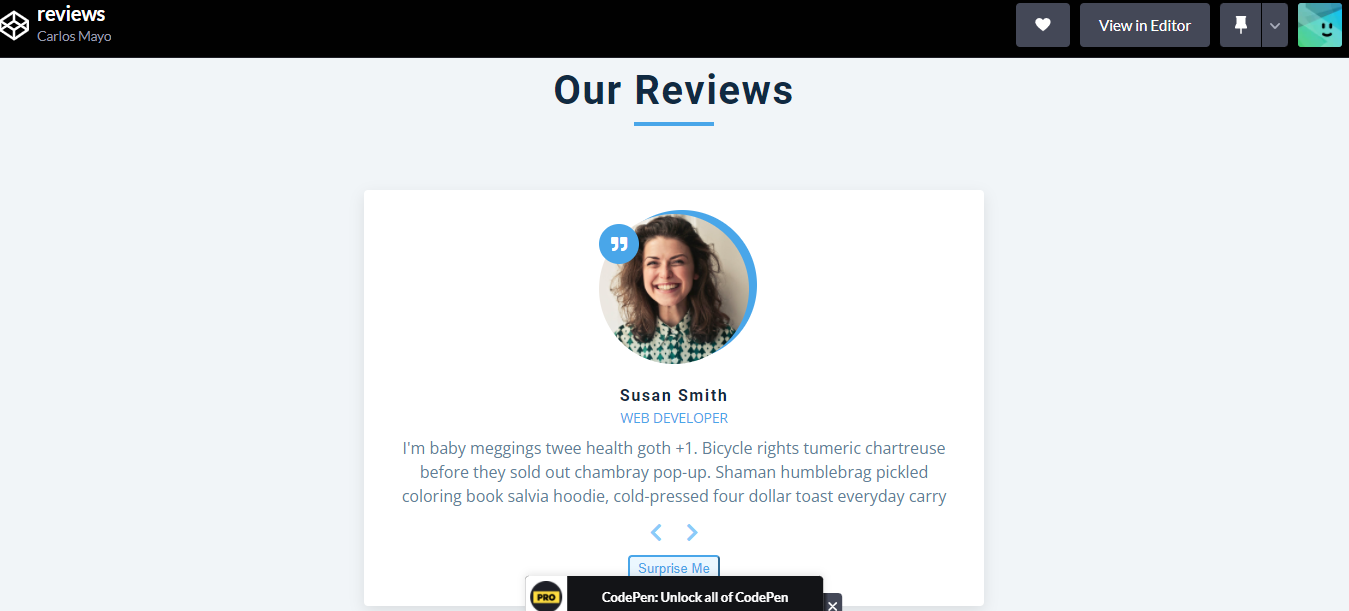 reviews
Carlos Mayo
View in Editor
Our Reviews
Susan Smith
WEB DEVELOPER
I'm baby meggings twee health goth +1. Bicycle rights tumeric chartreuse
before they sold out chambray pop-up. Shaman humblebrag pickled
coloring book salvia hoodie, cold-pressed four dollar toast everyday carry
Surprise Me
PRO
CodePen: Unlock all of CodePen